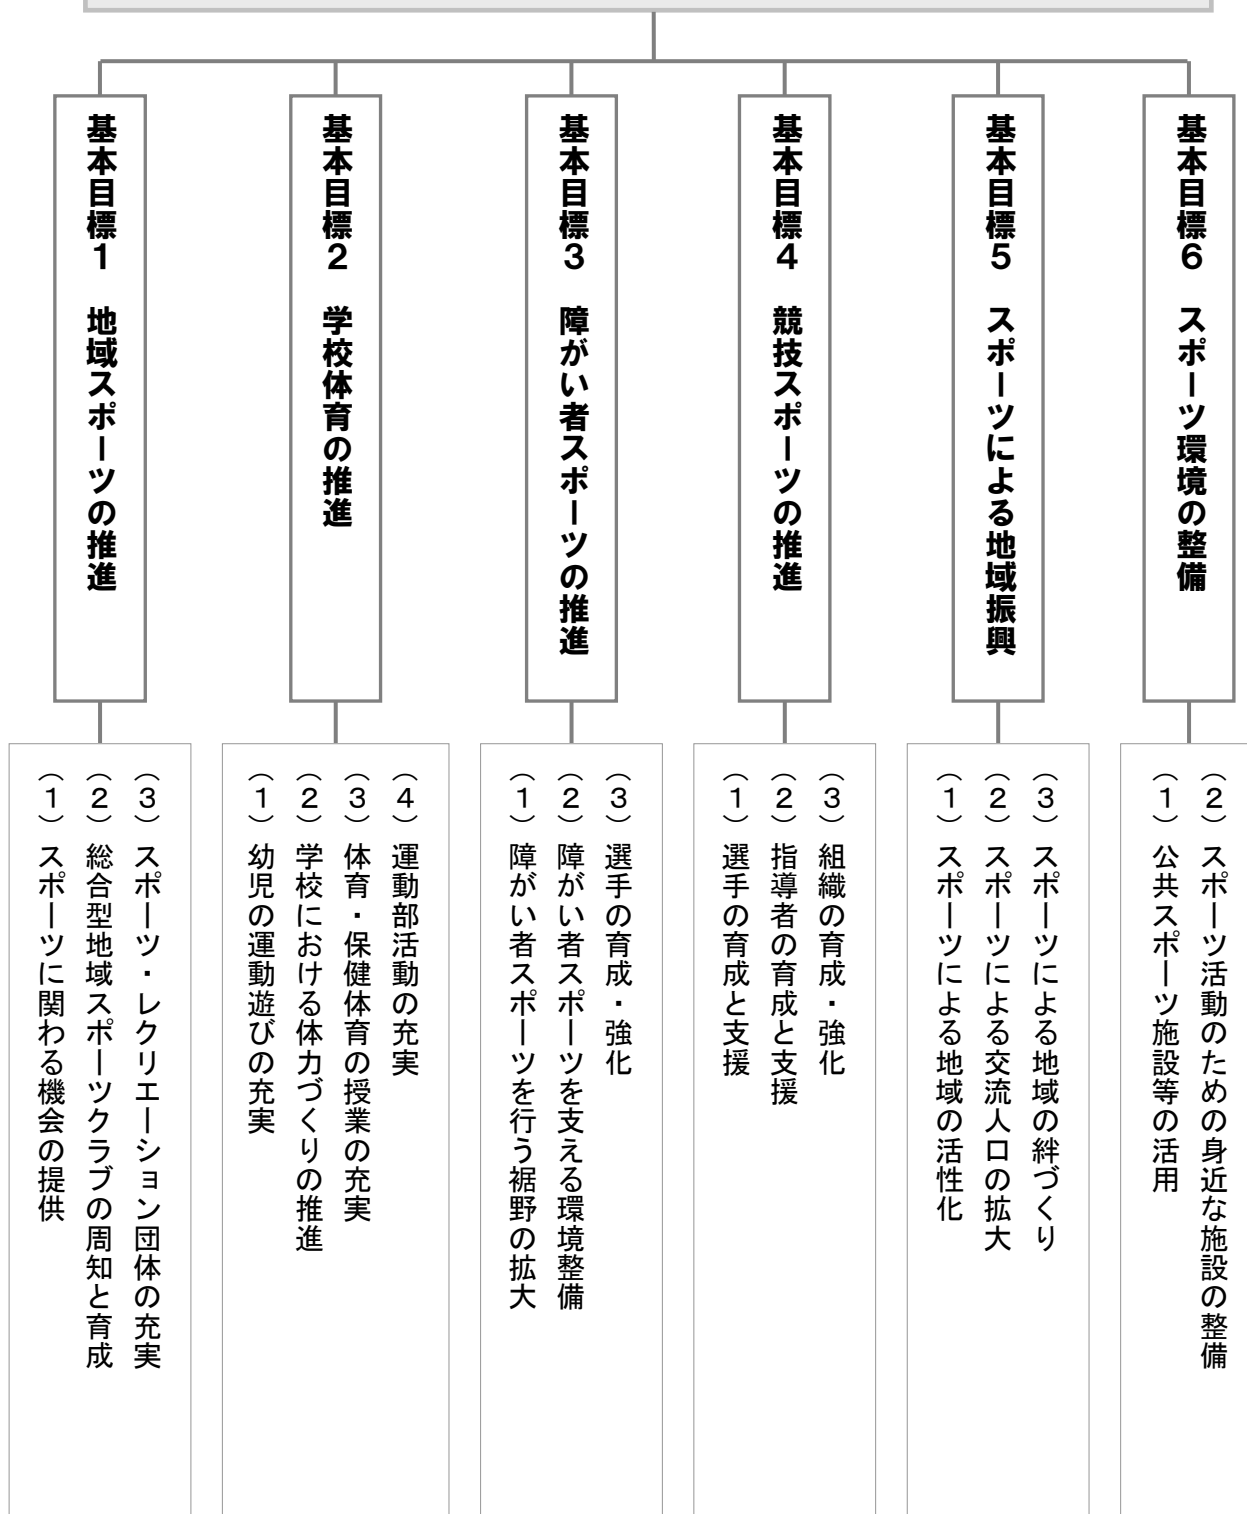 基本目標１　地域スポーツの推進
（１）スポーツに関わる機会の提供
（２）総合型地域スポーツクラブの周知と育成
（３）スポーツ・レクリエーション団体の充実
基本目標２　学校体育の推進
（１）幼児の運動遊びの充実
（２）学校における体力づくりの推進
（３）体育・保健体育の授業の充実
（４）運動部活動の充実
基本目標３　障がい者スポーツの推進
（１）障がい者スポーツを行う裾野の拡大
（２）障がい者スポーツを支える環境整備
（３）選手の育成・強化
基本目標４　競技スポーツの推進
（１）選手の育成と支援
（２）指導者の育成と支援
（３）組織の育成・強化
基本目標５　スポーツによる地域振興
（１）スポーツによる地域の活性化
（２）スポーツによる交流人口の拡大
（３）スポーツによる地域の絆づくり
基本目標６　スポーツ環境の整備
（１）公共スポーツ施設等の活用
（２）スポーツ活動のための身近な施設の整備